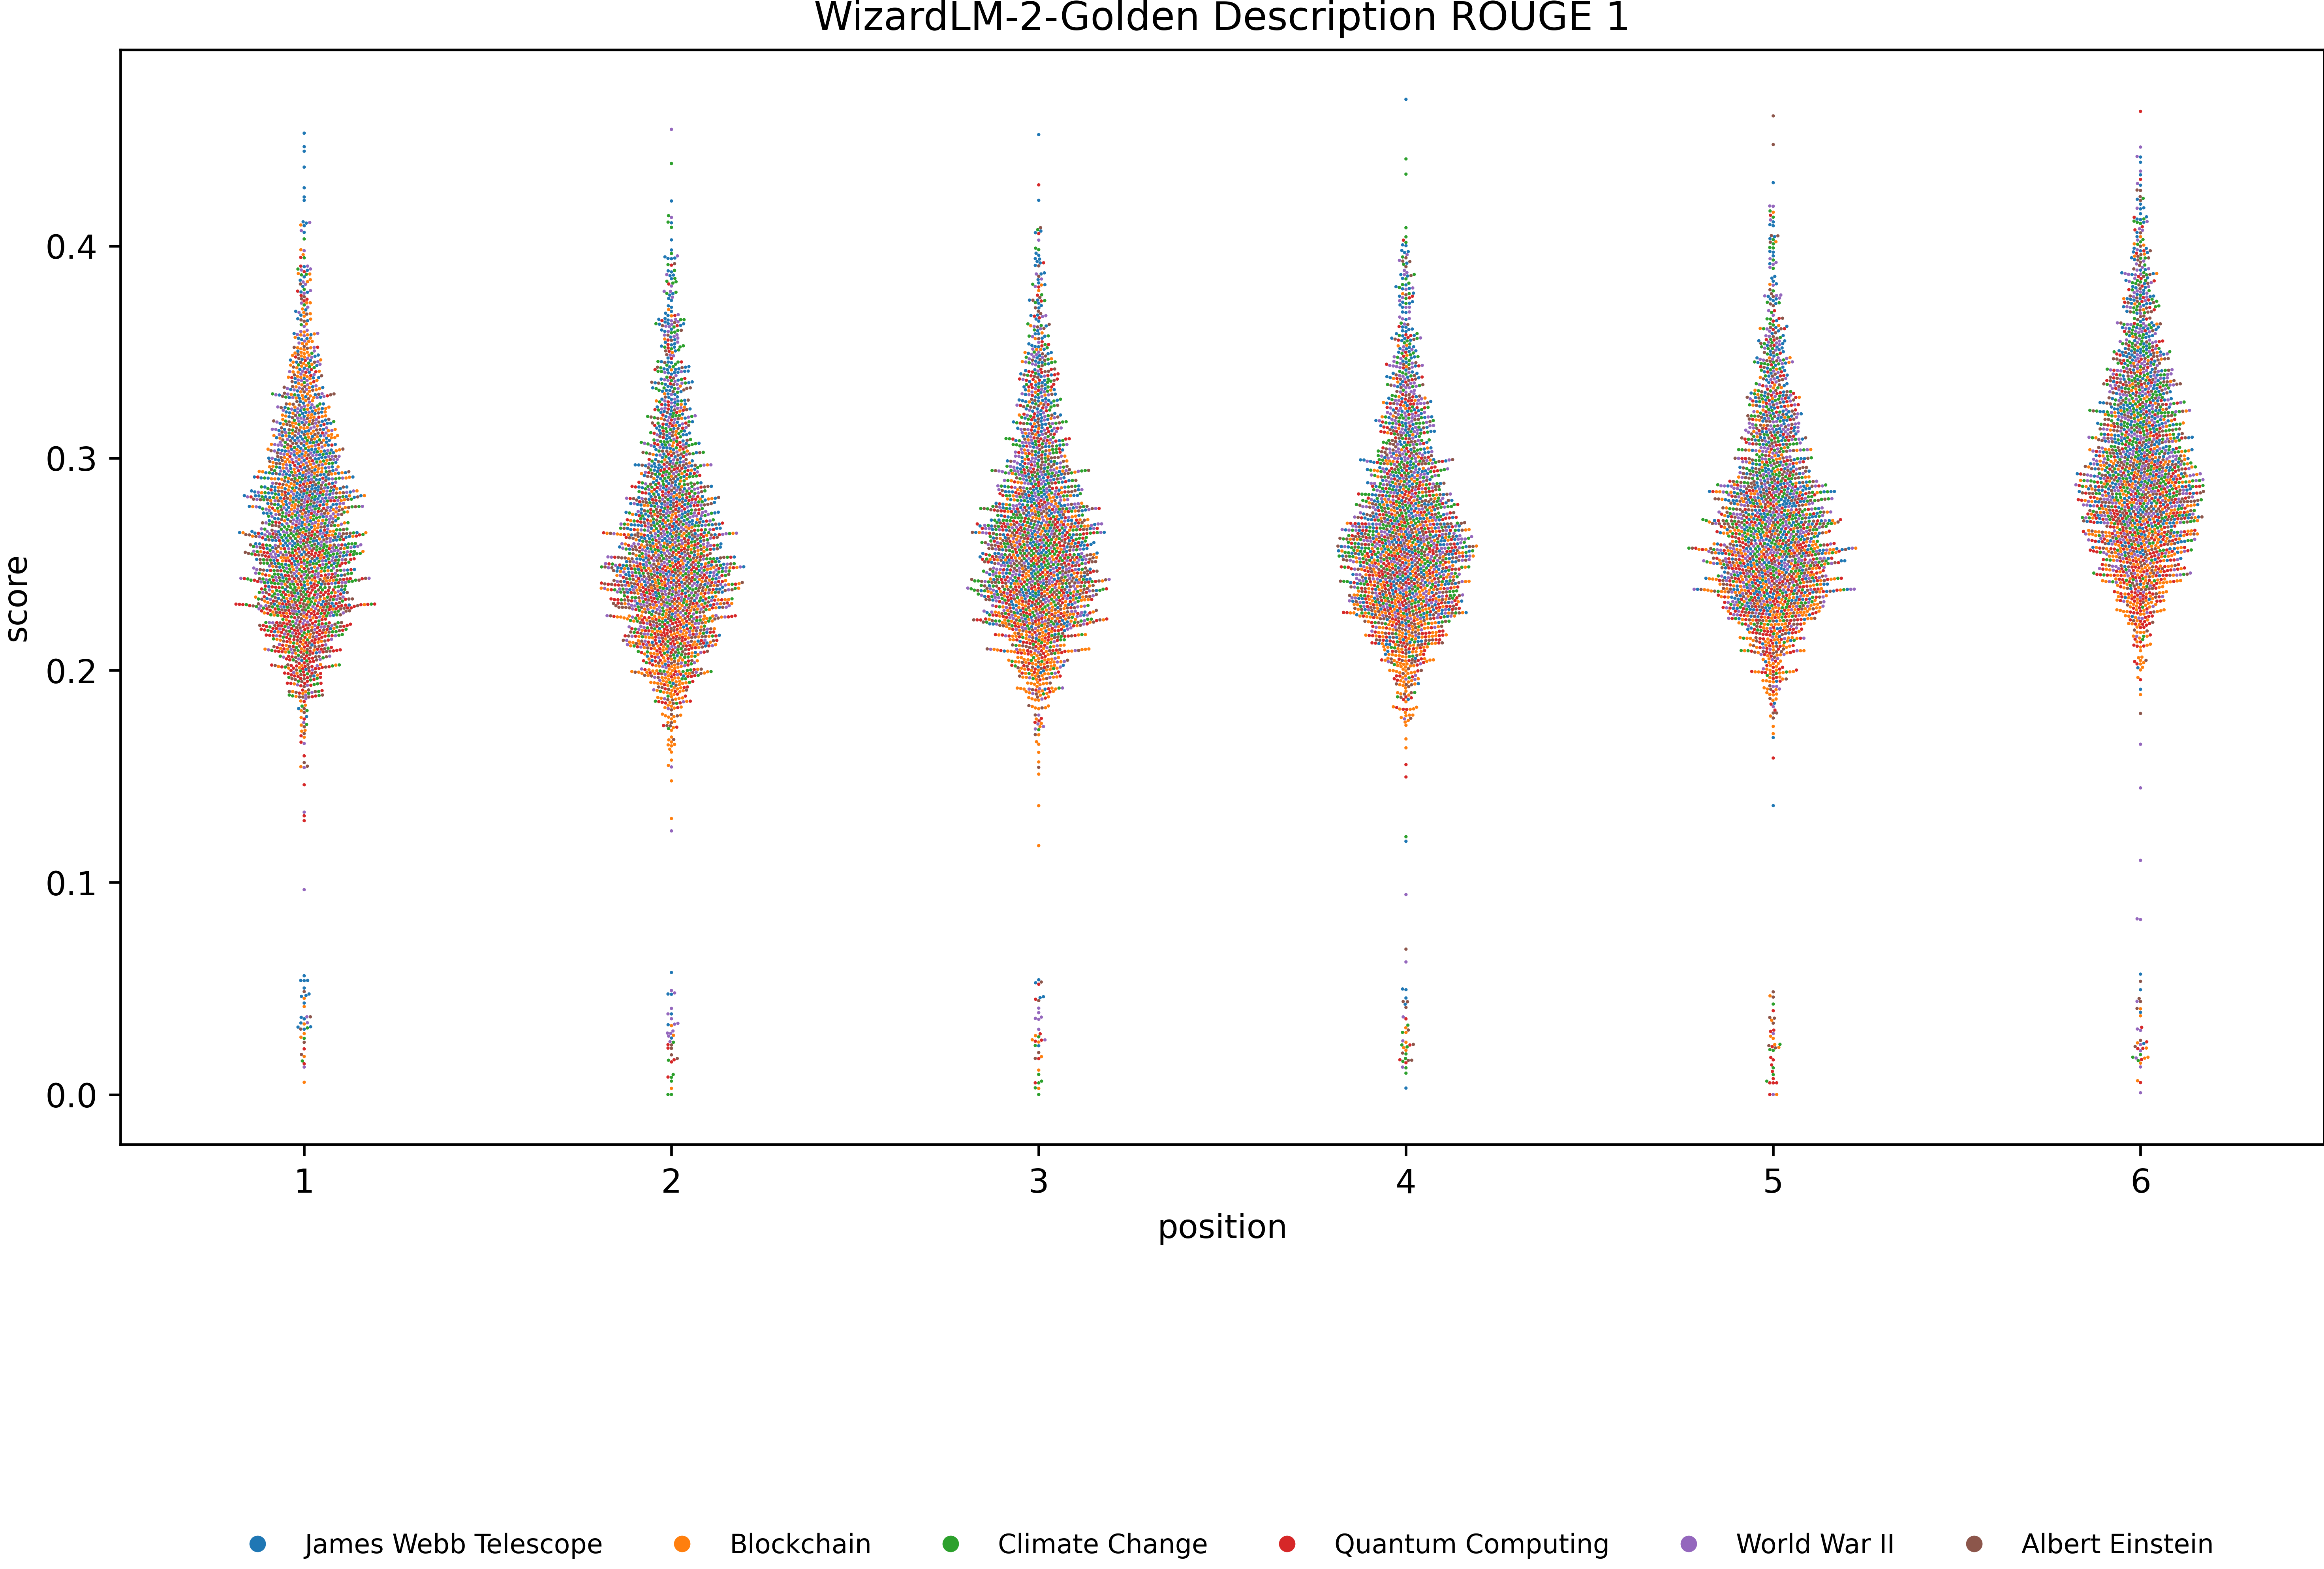 WizardLM-2-Golden Description ROUGE 1
score
0.4
0.3
0.2
0.1
0.0
1 2 3 4 5 6
position
James Webb Telescope Blockchain Climate Change Quantum Computing World War II Albert Einstein